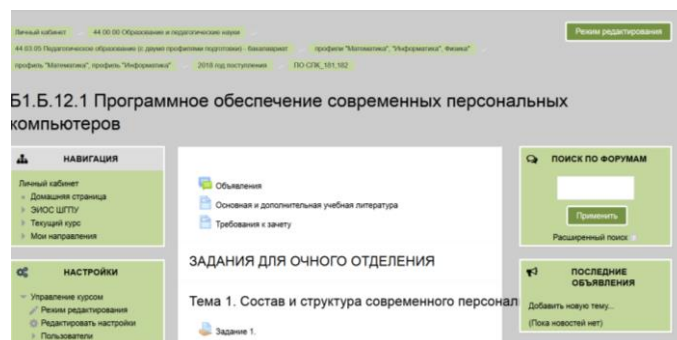 Личный кабинет 44.00.00 Образование и педагогические науки
44.03.05 Педагогическое образование (с двумя профилями подготовки) - бакалавриат профили "Математика", "Информатика", Физика"
профиль "Математика", профиль "Информатика" 2018 год поступления ПО-СПК_181,182
Режим редактирования
Б1.Б.12.1 Программное обеспечение современных персональных
компьютеров
НАВИГАЦИЯ
Личный кабинет
Домашняя страница
ЭИОС ШГПУ
Текущий курс
Мои направления
НАСТРОЙКИ
Управление курсом
Режим редактирования
Редактировать настройки
Пользователи
Объявления
Основная и дополнительная учебная литература
Требования к зачету
ЗАДАНИЯ ДЛЯ ОЧНОГО ОТДЕЛЕНИЯ
Тема 1. Состав и структура современного персонал
Задание 1.
ПОИСК ПО ФОРУМАМ
Применить
Расширенный поиск
ПОСЛЕДНИЕ
ОБЪЯВЛЕНИЯ
Добавить новую тему...
(Пока новостей нет)